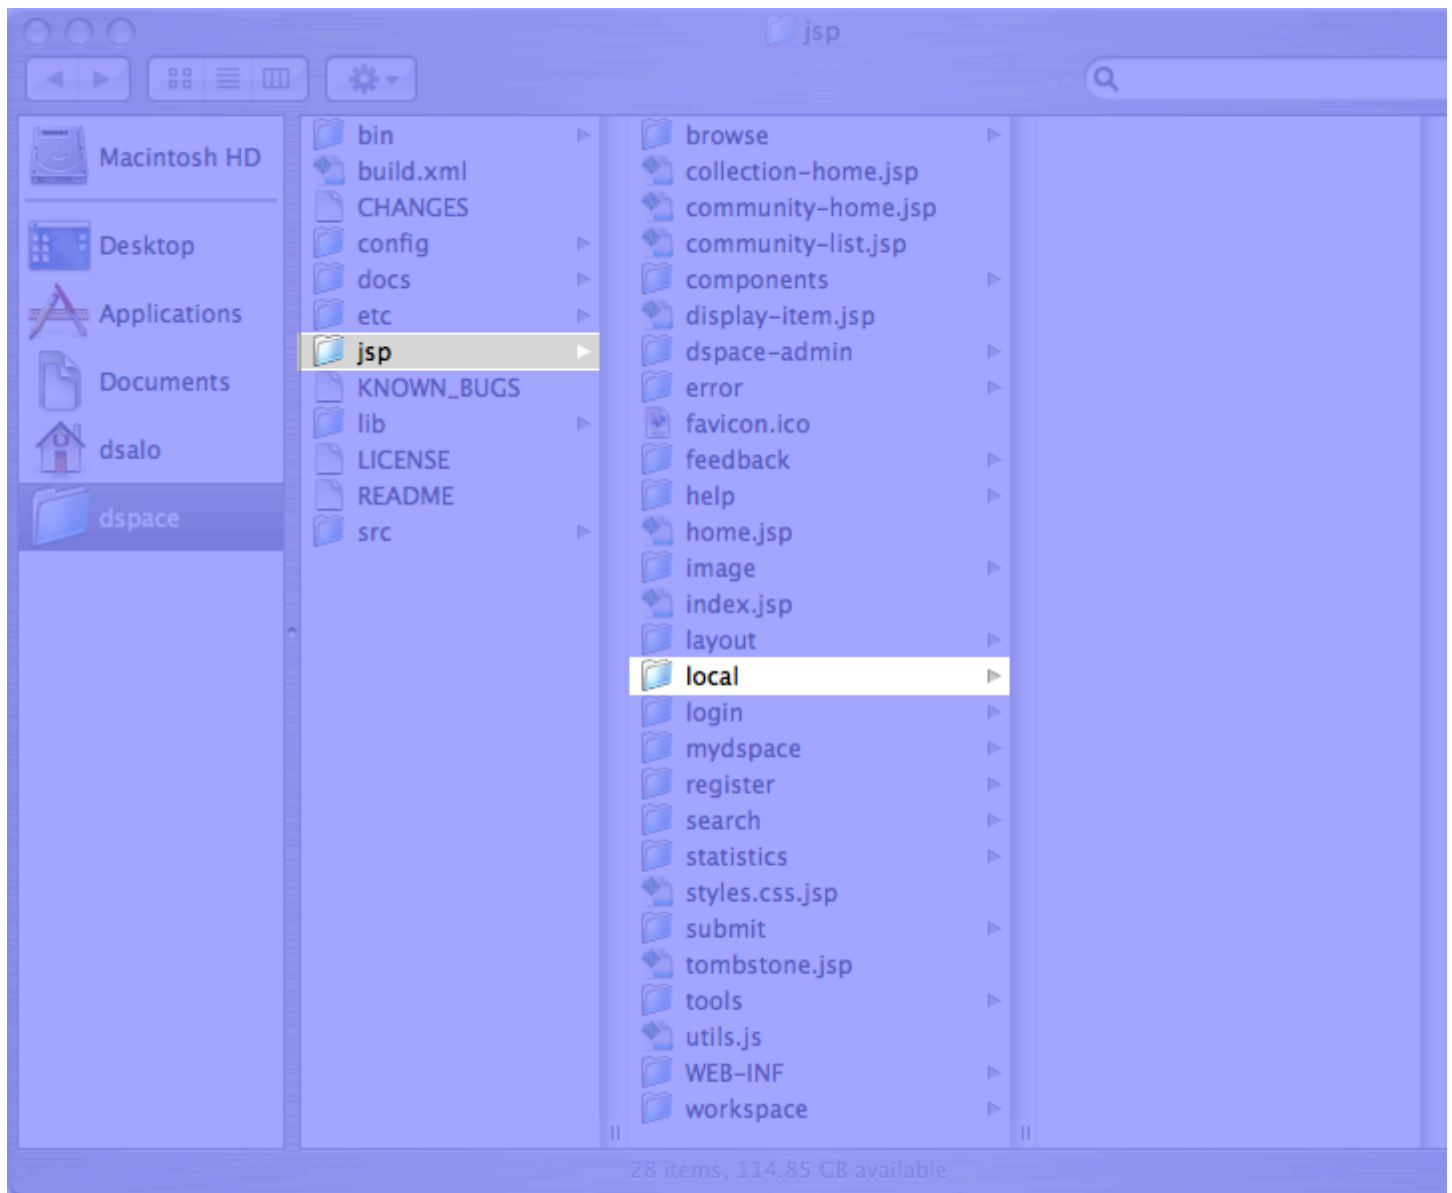 jsp
Macintosh HD
Desktop
Applications
Documents
dsalo
dspace
bin
build.xml
CHANGES
config
docs
etc
jsp
KNOWN_BUGS
lib
LICENSE
README
src
browse
collection-home.jsp
community-home.jsp
community-list.jsp
components
display-item.jsp
dspace-admin
error
favicon.ico
feedback
help
home.jsp
image
index.jsp
layout
local
login
mydspace
register
search
statistics
styles.css.jsp
submit
tombstone.jsp
tools
utils.js
WEB-INF
workspace
28 items, 114.85 GB available